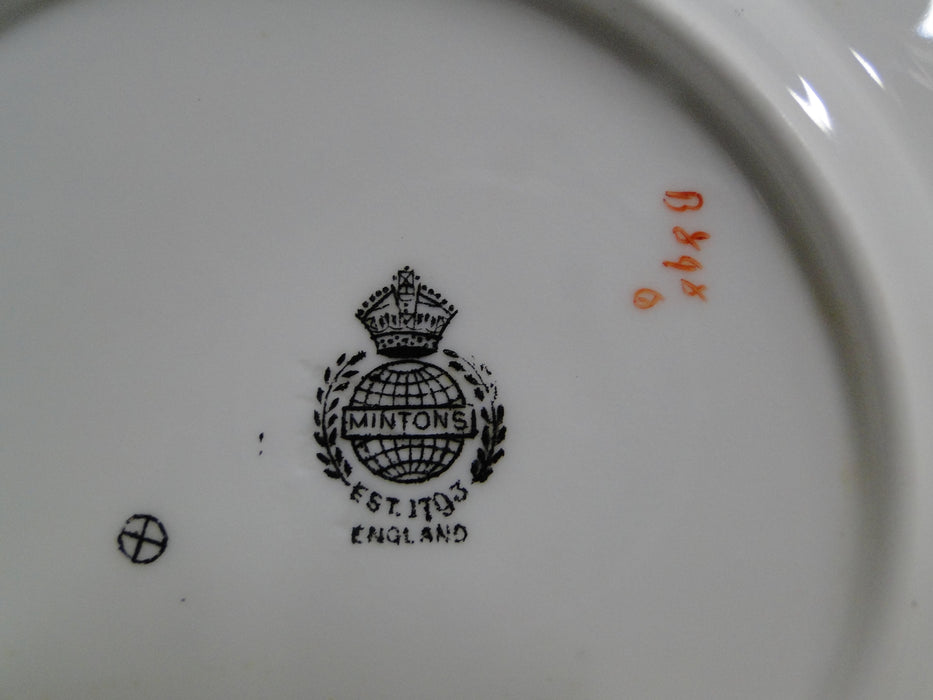 MINTONS
EST. 1793
ENGLAND